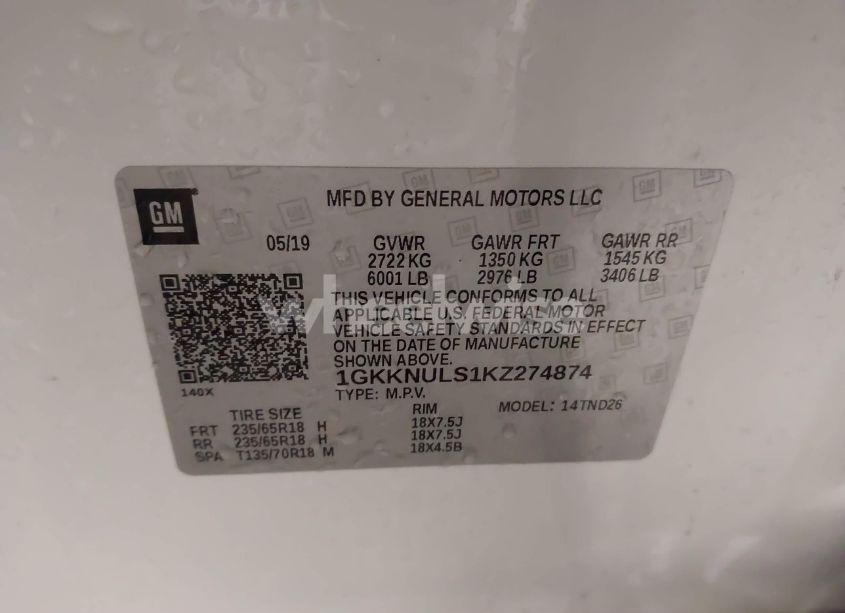 GM
MFD BY GENERAL MOTORS LLC
05/19 GVWR GAWR FRT GAWR RR
2722 KG 1350 KG 1545 KG
6001 LB 2976 LB 3406 LB
THIS VEHICLE CONFORMS TO ALL
APPLICABLE U.S. FEDERAL MOTOR
VEHICLE SAFETY STANDARDS IN EFFECT
ON THE DATE OF MANUFACTURE
SHOWN ABOVE.
1GKKNULS1KZ274874
140X
TYPE: M.P.V. MODEL: 14TND26
TIRE SIZE RIM
FRT 235/65R18 H 18X7.5J
RR 235/65R18 H 18X7.5J
SPA T135/70R18 M 18X4.5B